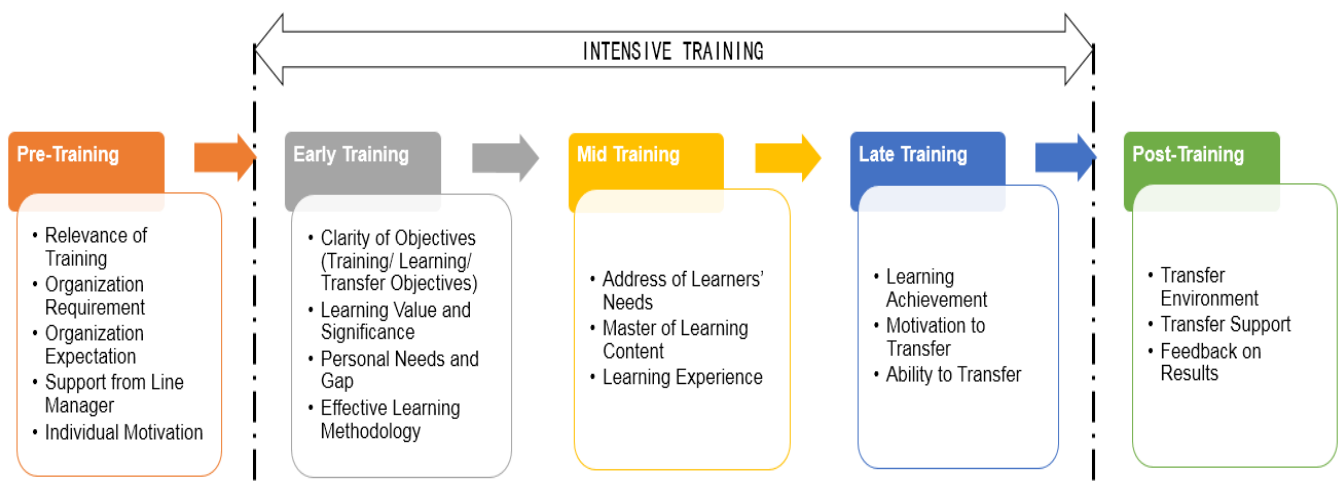 INTENSIVE TRAINING
Pre-Training
• Relevance of
Training
• Organization
Requirement
• Organization
Expectation
• Support from Line
Manager
• Individual Motivation
Early Training
• Clarity of Objectives
(Training/ Learning/
Transfer Objectives)
• Learning Value and
Significance
• Personal Needs and
Gap
• Effective Learning
Methodology
Mid Training
• Address of Learners’
Needs
• Master of Learning
Content
• Learning Experience
Late Training
• Learning
Achievement
• Motivation to
Transfer
• Ability to Transfer
Post-Training
• Transfer
Environment
• Transfer Support
• Feedback on
Results